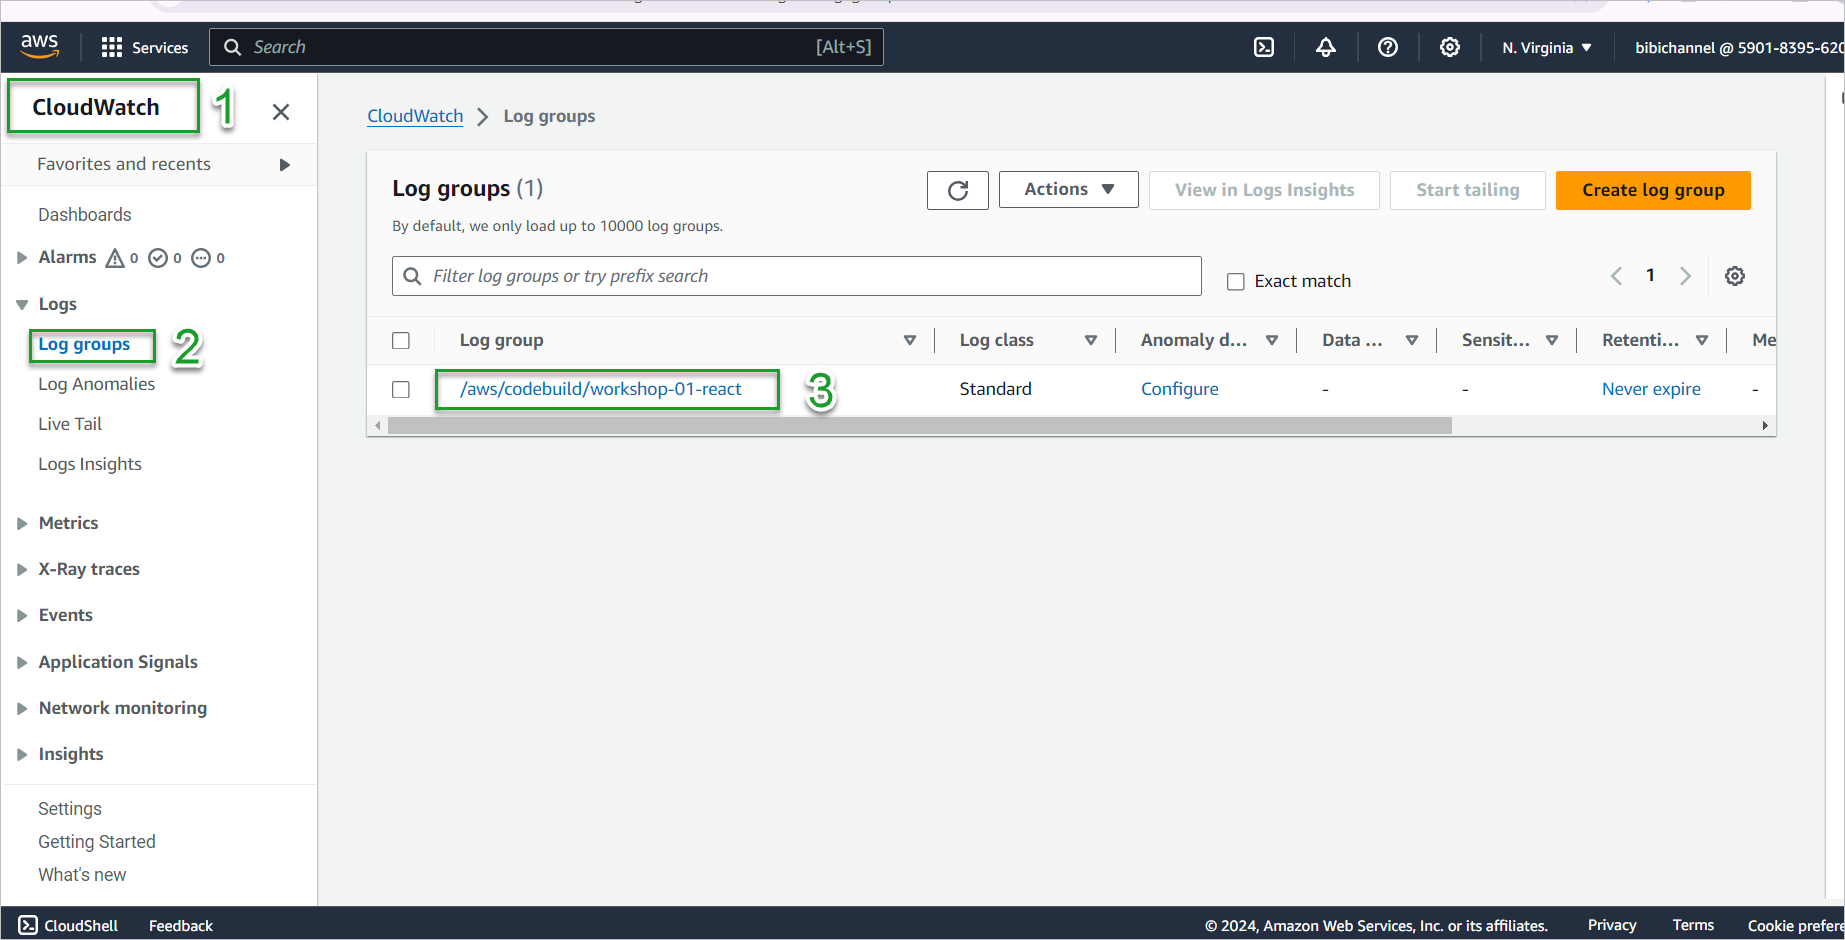 aws Services Search [Alt+S] N. Virginia bibichannel @ 5901-8395-620
CloudWatch 1
Favorites and recents
Dashboards
Alarms 0 0 0
Logs
Log groups 2
Log Anomalies
Live Tail
Logs Insights
Metrics
X-Ray traces
Events
Application Signals
Network monitoring
Insights
Settings
Getting Started
What's new
CloudWatch > Log groups
Log groups (1)
Actions View in Logs Insights Start tailing Create log group
By default, we only load up to 10000 log groups.
Filter log groups or try prefix search Exact match 1
Log group Log class Anomaly d... Data ... Sensit... Retenti... Me
/aws/codebuild/workshop-01-react 3 Standard Configure - - Never expire -
CloudShell Feedback © 2024, Amazon Web Services, Inc. or its affiliates. Privacy Terms Cookie prefere